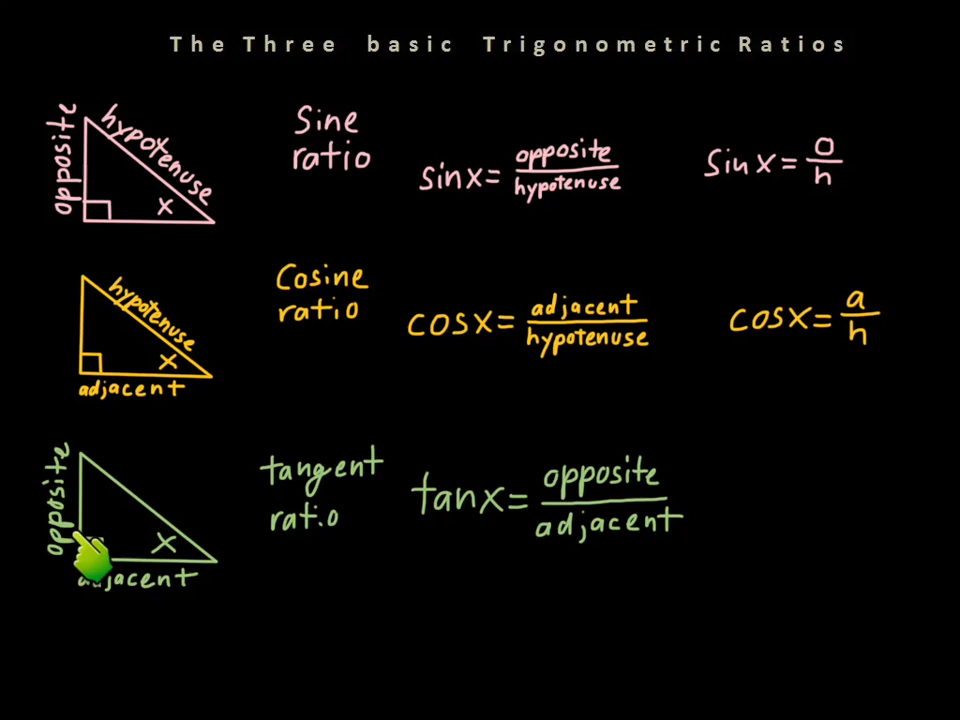 The Three basic Trigonometric Ratios
opposite
hypotenuse
x
Sine
ratio
sinx= opposite
hypotenuse
Sinx= o
h
hypotenuse
x
adjacent
Cosine
ratio
cosx= adjacent
hypotenuse
cosx= a
h
opposite
x
adjacent
tangent
ratio
tanx= opposite
adjacent